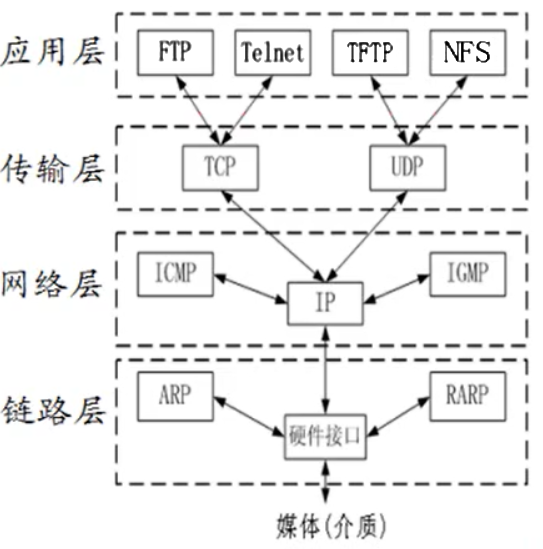 应用层 FTP Telnet TFTP NFS
传输层 TCP UDP
网络层 ICMP IP IGMP
链路层 ARP 硬件接口 RARP
媒体(介质)